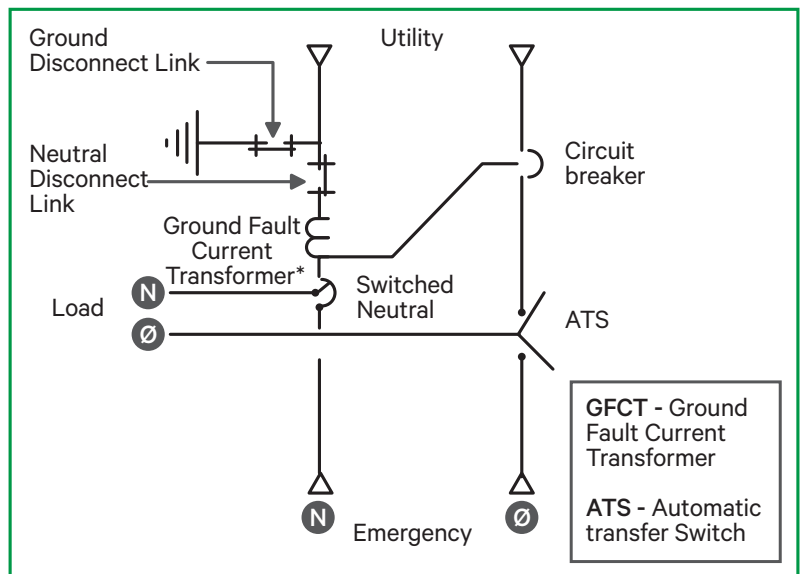 Ground
Disconnect Link
Utility
Neutral
Disconnect
Link
Circuit
breaker
Ground Fault
Current
Transformer*
Switched
Neutral
Load
N
Ø
ATS
GFCT - Ground
Fault Current
Transformer
ATS - Automatic
transfer Switch
N
Emergency
Ø